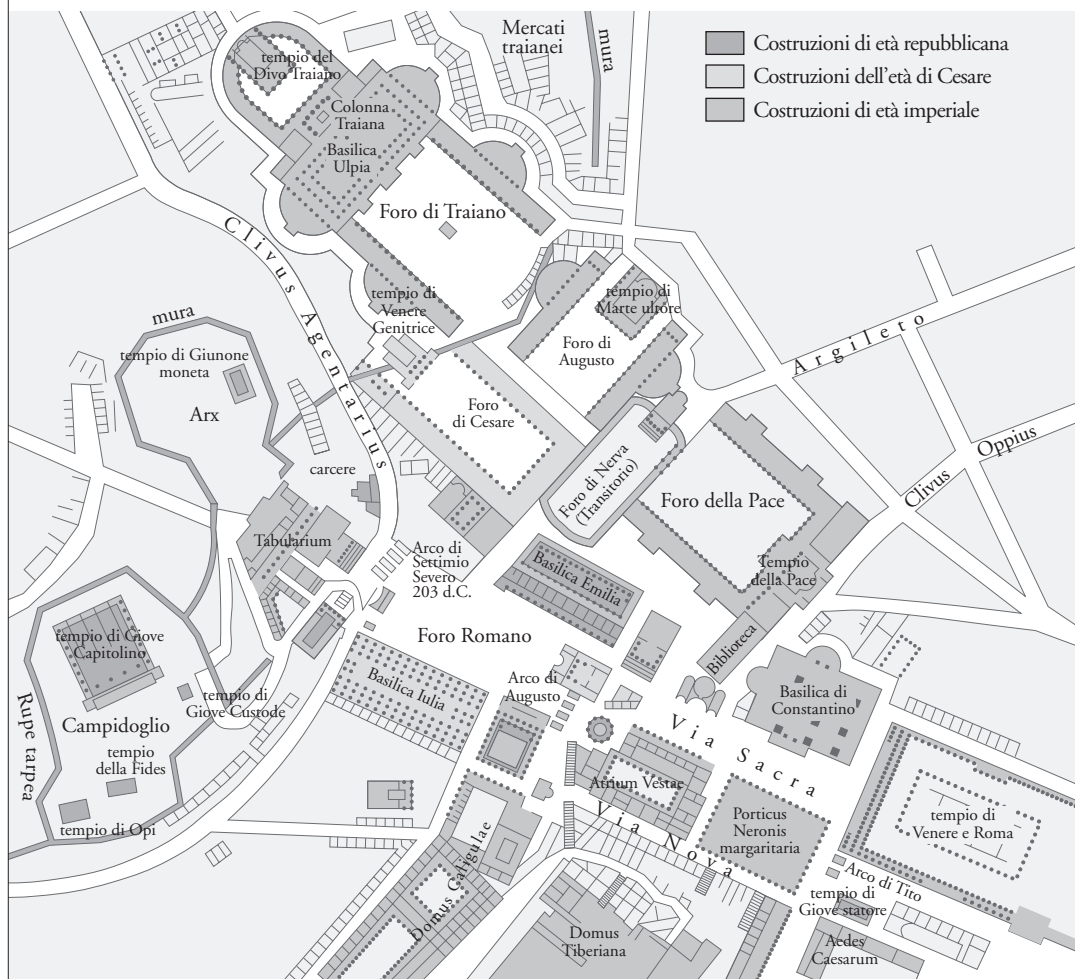 Mercati
traianei
mura
Costruzioni di età repubblicana
Costruzioni dell'età di Cesare
Costruzioni di età imperiale
tempio del
Divo Traiano
Colonna
Traiana
Basilica
Ulpia
Foro di Traiano
Clivus Agentarius
tempio di
Venere
Genitrice
tempio di
Marte ultore
Foro di
Augusto
Argileto
mura
tempio di Giunone
moneta
Arx
Foro
di Cesare
carcere
Foro di Nerva
(Transitorio)
Foro della Pace
Clivus Oppius
Tabularium
Arco di
Settimio
Severo
203 d.C.
Basilica Emilia
Tempio
della Pace
tempio di Giove
Capitolino
Foro Romano
Biblioteca
Rupe tarpea
tempio di
Giove Custode
Basilica Iulia
Arco di
Augusto
Basilica di
Constantino
Campidoglio
Via Sacra
tempio
della Fides
Atrium Vestae
tempio di Opi
Via Nova
Porticus
Neronis
margaritaria
tempio di
Venere e Roma
Domus Caligulae
Arco di Tito
tempio di
Giove statore
Domus
Tiberiana
Aedes
Caesarum